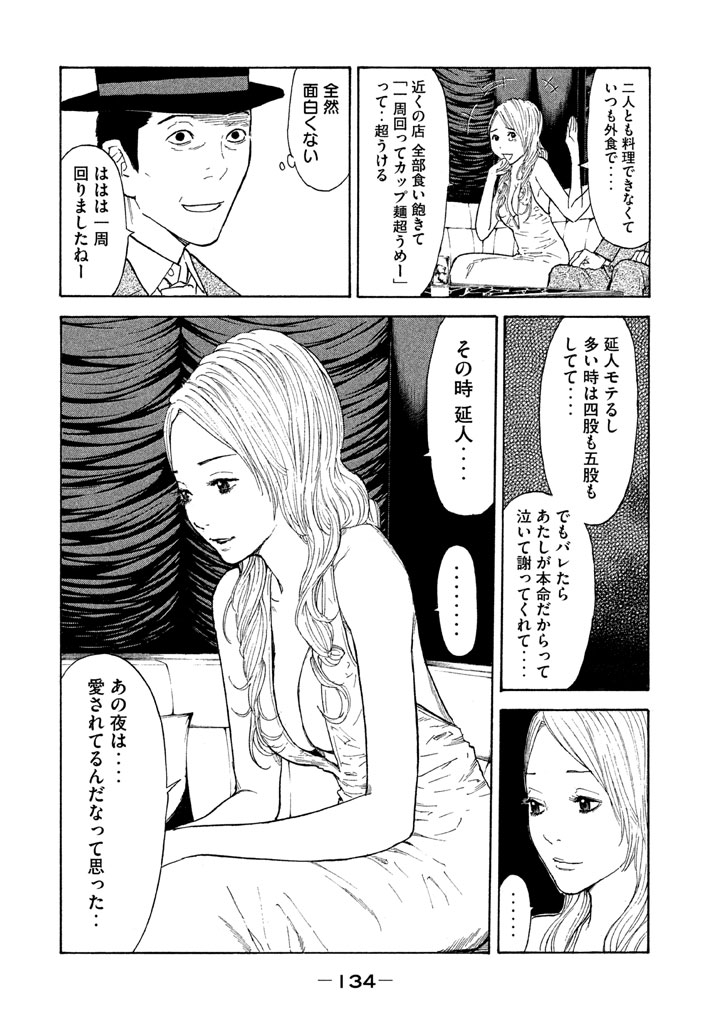 二人とも料理できなくて
いつも外食で‥‥
近くの店 全部食い飽きて
「一周回ってカップ麺超うめー」
って‥超うける
全然
面白くない
ははは一周
回りましたねー
延人モテるし
多い時は四股も五股も
してて‥‥
でもバレたら
あたしが本命だからって
泣いて謝ってくれて‥‥
‥‥‥
その時 延人‥‥
‥‥‥‥
あの夜は‥‥
愛されてるんだなって思った‥
—134—